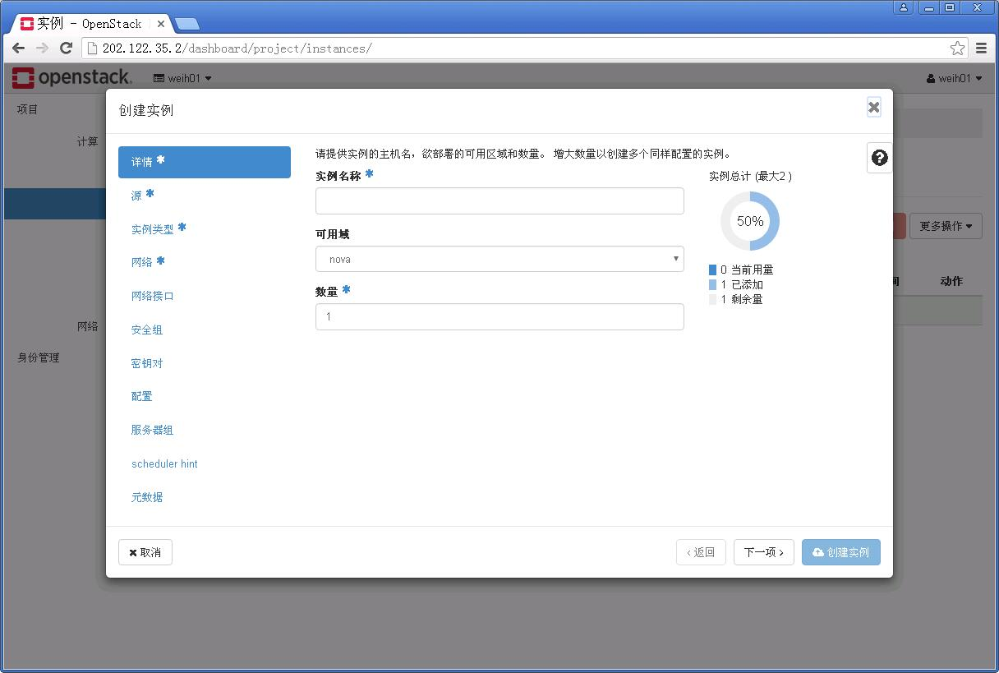 实例 - OpenStack
202.122.35.2/dashboard/project/instances/
openstack. weih01 weih01
项目
计算
网络
身份管理
更多操作
动作
创建实例
详情 *
源 *
实例类型 *
网络 *
网络接口
安全组
密钥对
配置
服务器组
scheduler hint
元数据
请提供实例的主机名，欲部署的可用区域和数量。 增大数量以创建多个同样配置的实例。
实例名称 *
可用域
nova
数量 *
1
实例总计 (最大2 )
50%
0 当前用量
1 已添加
1 剩余量
取消
‹ 返回
下一项 ›
创建实例